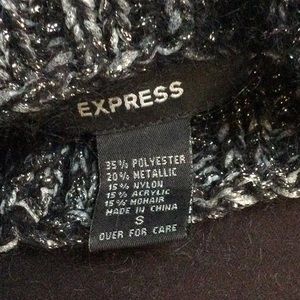 EXPRESS
35% POLYESTER
20% METALLIC
15% NYLON
15% ACRYLIC
15% MOHAIR
MADE IN CHINA
S
OVER FOR CARE